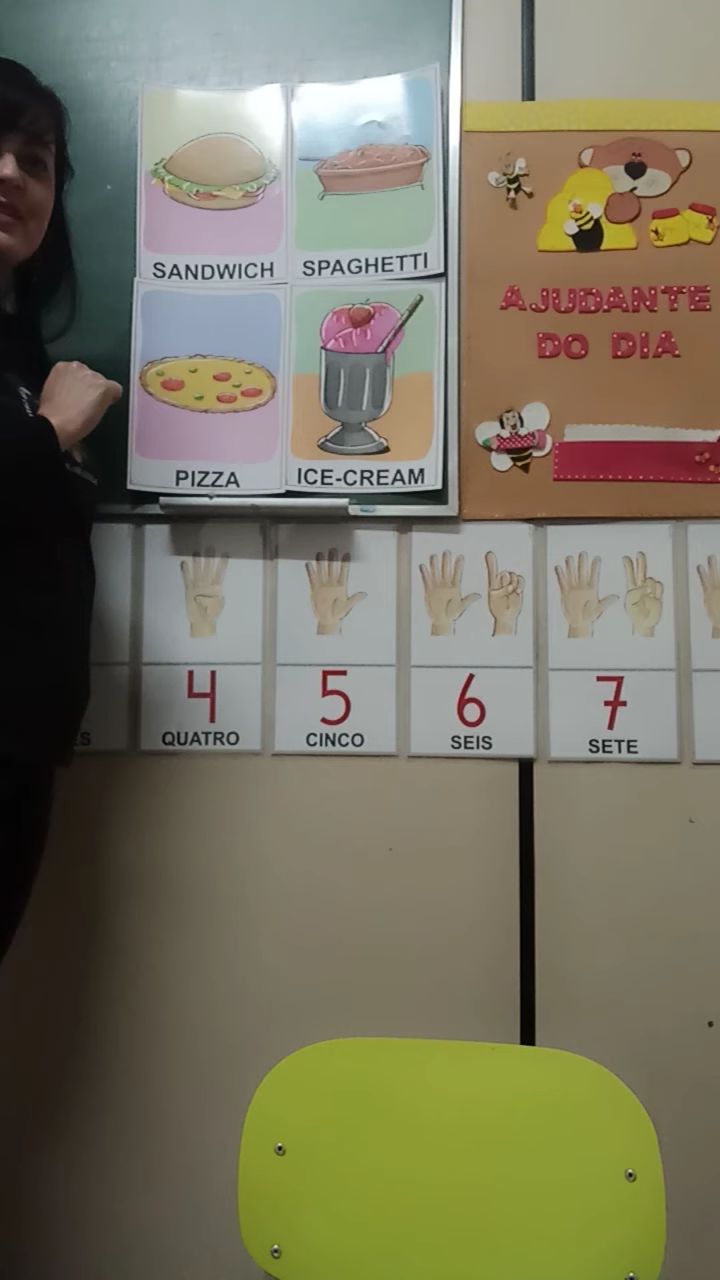 SANDWICH
SPAGHETTI
PIZZA
ICE-CREAM
AJUDANTE
DO DIA
4
5
6
7
QUATRO
CINCO
SEIS
SETE